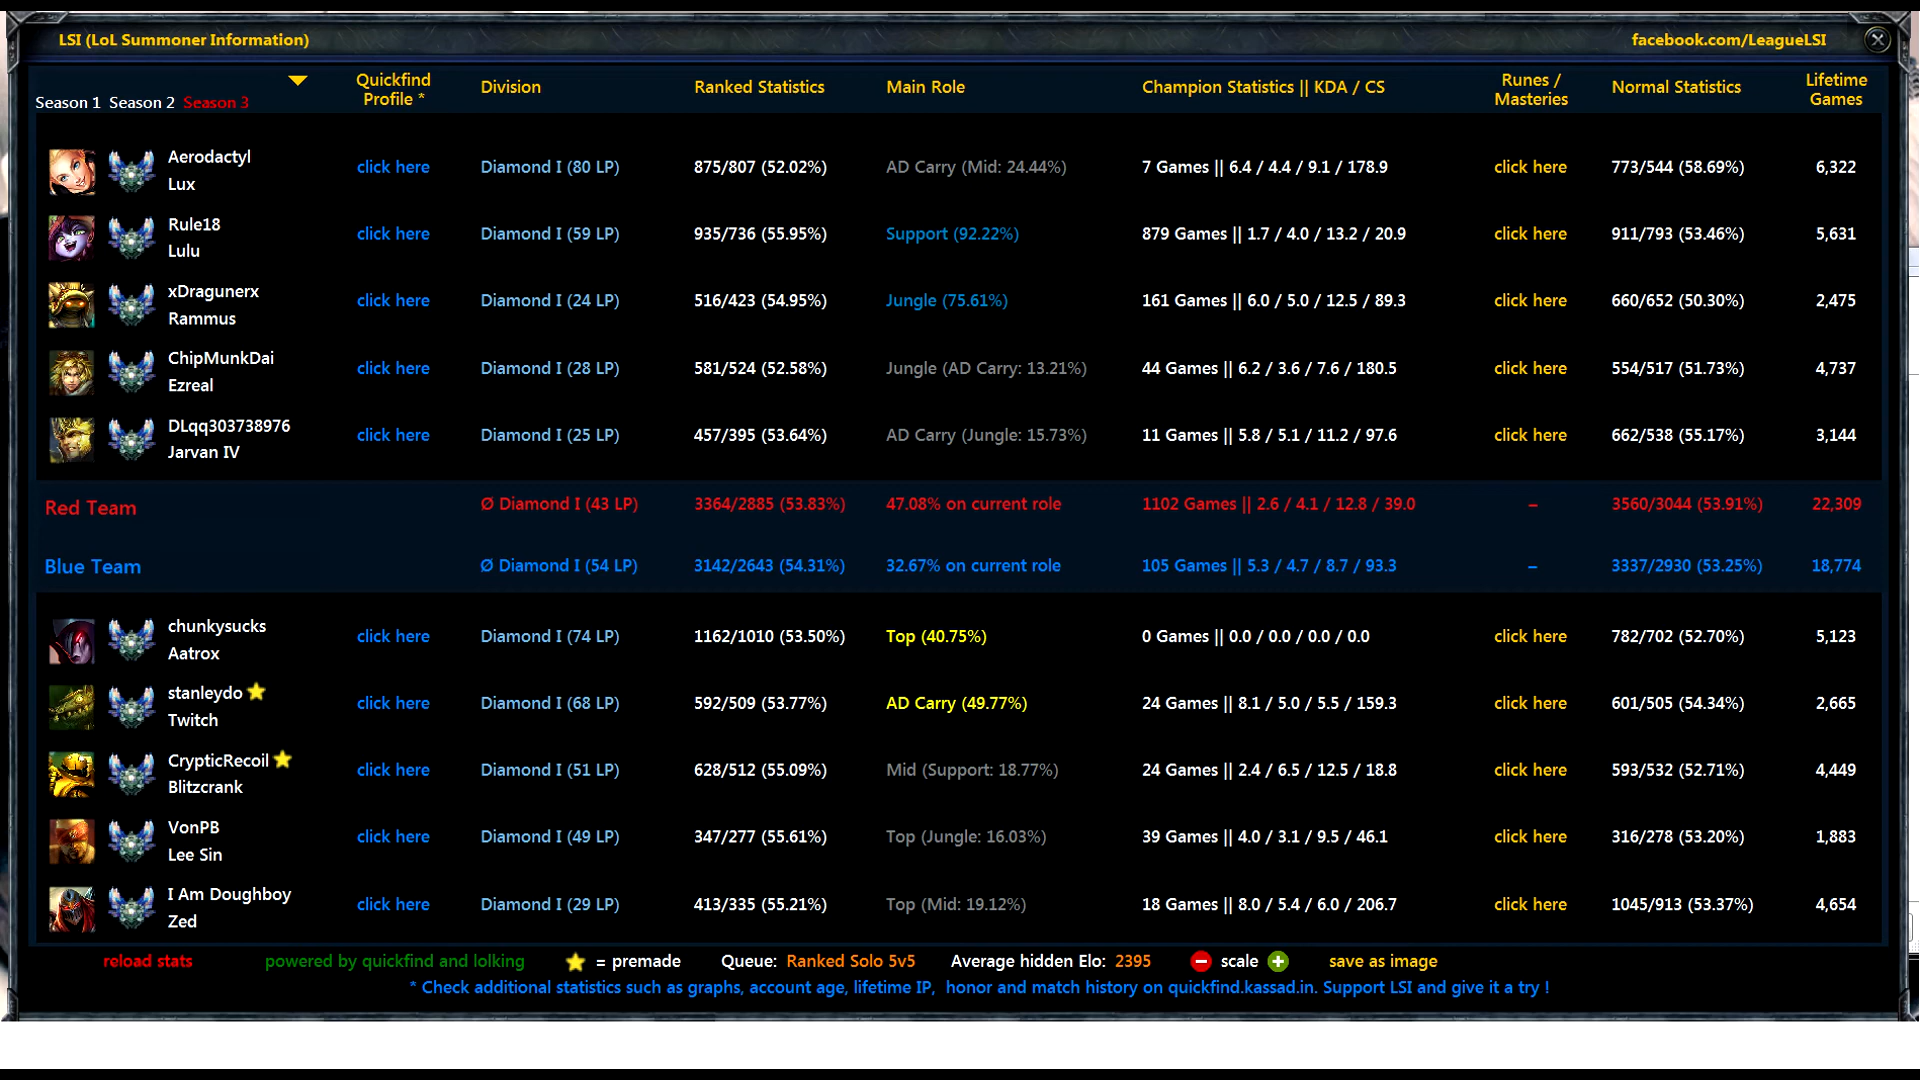 LSI (LoL Summoner Information) facebook.com/LeagueLSI
Season 1 Season 2 Season 3 Quickfind Profile * Division Ranked Statistics Main Role Champion Statistics || KDA / CS Runes / Masteries Normal Statistics Lifetime Games
Aerodactyl
Lux click here Diamond I (80 LP) 875/807 (52.02%) AD Carry (Mid: 24.44%) 7 Games || 6.4 / 4.4 / 9.1 / 178.9 click here 773/544 (58.69%) 6,322
Rule18
Lulu click here Diamond I (59 LP) 935/736 (55.95%) Support (92.22%) 879 Games || 1.7 / 4.0 / 13.2 / 20.9 click here 911/793 (53.46%) 5,631
xDragunerx
Rammus click here Diamond I (24 LP) 516/423 (54.95%) Jungle (75.61%) 161 Games || 6.0 / 5.0 / 12.5 / 89.3 click here 660/652 (50.30%) 2,475
ChipMunkDai
Ezreal click here Diamond I (28 LP) 581/524 (52.58%) Jungle (AD Carry: 13.21%) 44 Games || 6.2 / 3.6 / 7.6 / 180.5 click here 554/517 (51.73%) 4,737
DLqq303738976
Jarvan IV click here Diamond I (25 LP) 457/395 (53.64%) AD Carry (Jungle: 15.73%) 11 Games || 5.8 / 5.1 / 11.2 / 97.6 click here 662/538 (55.17%) 3,144
Red Team Ø Diamond I (43 LP) 3364/2885 (53.83%) 47.08% on current role 1102 Games || 2.6 / 4.1 / 12.8 / 39.0 – 3560/3044 (53.91%) 22,309
Blue Team Ø Diamond I (54 LP) 3142/2643 (54.31%) 32.67% on current role 105 Games || 5.3 / 4.7 / 8.7 / 93.3 – 3337/2930 (53.25%) 18,774
chunkysucks
Aatrox click here Diamond I (74 LP) 1162/1010 (53.50%) Top (40.75%) 0 Games || 0.0 / 0.0 / 0.0 / 0.0 click here 782/702 (52.70%) 5,123
stanleydo
Twitch click here Diamond I (68 LP) 592/509 (53.77%) AD Carry (49.77%) 24 Games || 8.1 / 5.0 / 5.5 / 159.3 click here 601/505 (54.34%) 2,665
CrypticRecoil
Blitzcrank click here Diamond I (51 LP) 628/512 (55.09%) Mid (Support: 18.77%) 24 Games || 2.4 / 6.5 / 12.5 / 18.8 click here 593/532 (52.71%) 4,449
VonPB
Lee Sin click here Diamond I (49 LP) 347/277 (55.61%) Top (Jungle: 16.03%) 39 Games || 4.0 / 3.1 / 9.5 / 46.1 click here 316/278 (53.20%) 1,883
I Am Doughboy
Zed click here Diamond I (29 LP) 413/335 (55.21%) Top (Mid: 19.12%) 18 Games || 8.0 / 5.4 / 6.0 / 206.7 click here 1045/913 (53.37%) 4,654
reload stats powered by quickfind and lolking = premade Queue: Ranked Solo 5v5 Average hidden Elo: 2395 scale save as image
* Check additional statistics such as graphs, account age, lifetime IP, honor and match history on quickfind.kassad.in. Support LSI and give it a try !